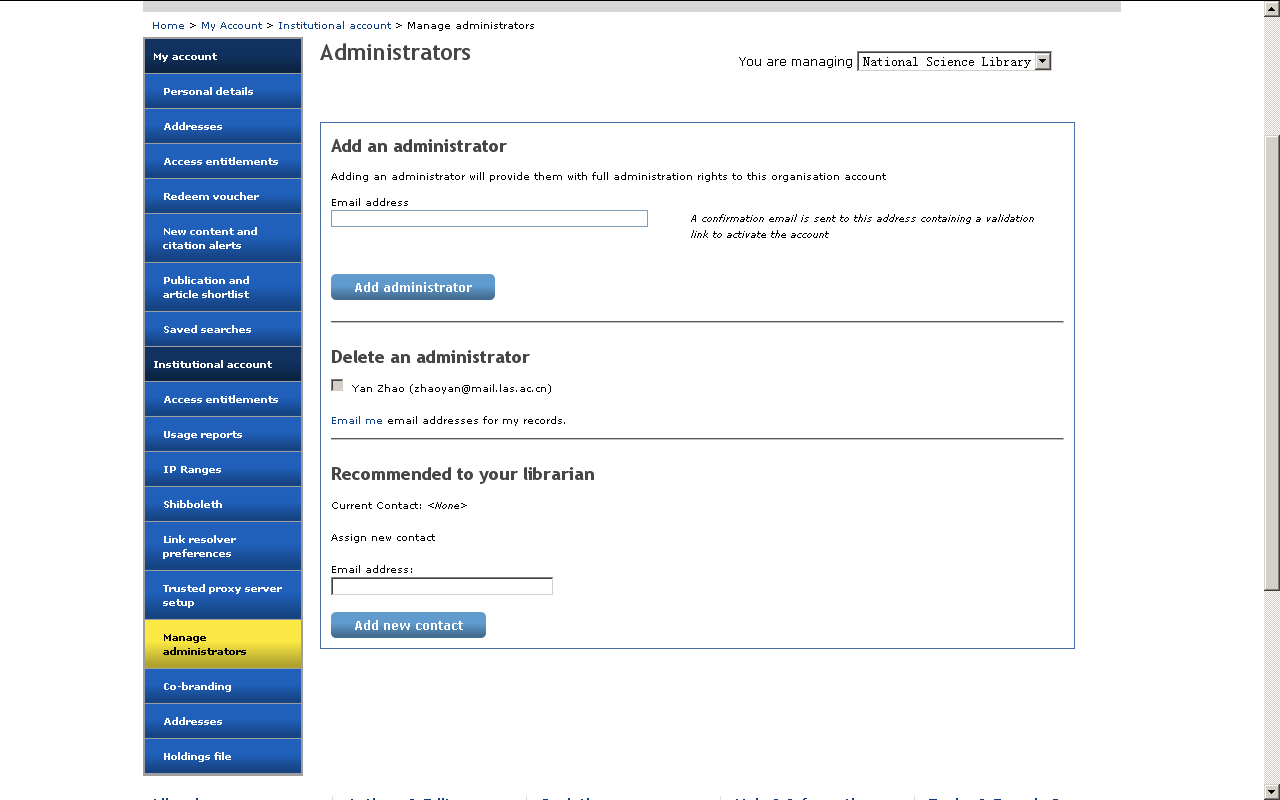 Home > My Account > Institutional account > Manage administrators
My account
Personal details
Addresses
Access entitlements
Redeem voucher
New content and
citation alerts
Publication and
article shortlist
Saved searches
Institutional account
Access entitlements
Usage reports
IP Ranges
Shibboleth
Link resolver
preferences
Trusted proxy server
setup
Manage
administrators
Co-branding
Addresses
Holdings file
Administrators
You are managing National Science Library
Add an administrator
Adding an administrator will provide them with full administration rights to this organisation account
Email address
A confirmation email is sent to this address containing a validation
link to activate the account
Add administrator
Delete an administrator
Yan Zhao (zhaoyan@mail.las.ac.cn)
Email me email addresses for my records.
Recommended to your librarian
Current Contact: <None>
Assign new contact
Email address:
Add new contact